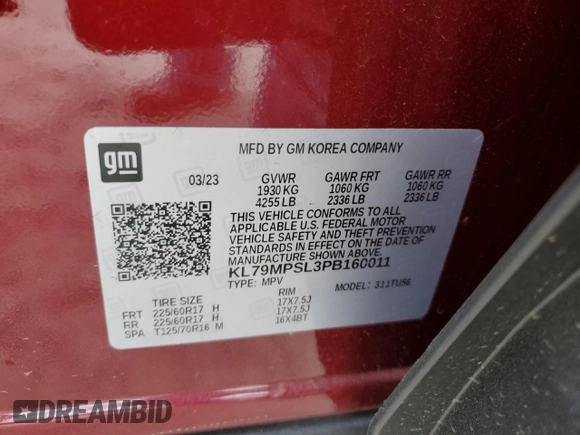 gm
MFD BY GM KOREA COMPANY
03/23 GVWR GAWR FRT GAWR RR
1930 KG 1060 KG 1060 KG
4255 LB 2336 LB 2336 LB
THIS VEHICLE CONFORMS TO ALL
APPLICABLE U.S. FEDERAL MOTOR
VEHICLE SAFETY AND THEFT PREVENTION
STANDARDS IN EFFECT ON THE DATE OF
MANUFACTURE SHOWN ABOVE.
KL79MPSL3PB160011
TYPE: MPV MODEL: 311TU56
TIRE SIZE RIM
FRT 225/60R17 H 17X7.5J
RR 225/60R17 H 17X7.5J
SPA T125/70R16 M 16X4BT
DREAMBID